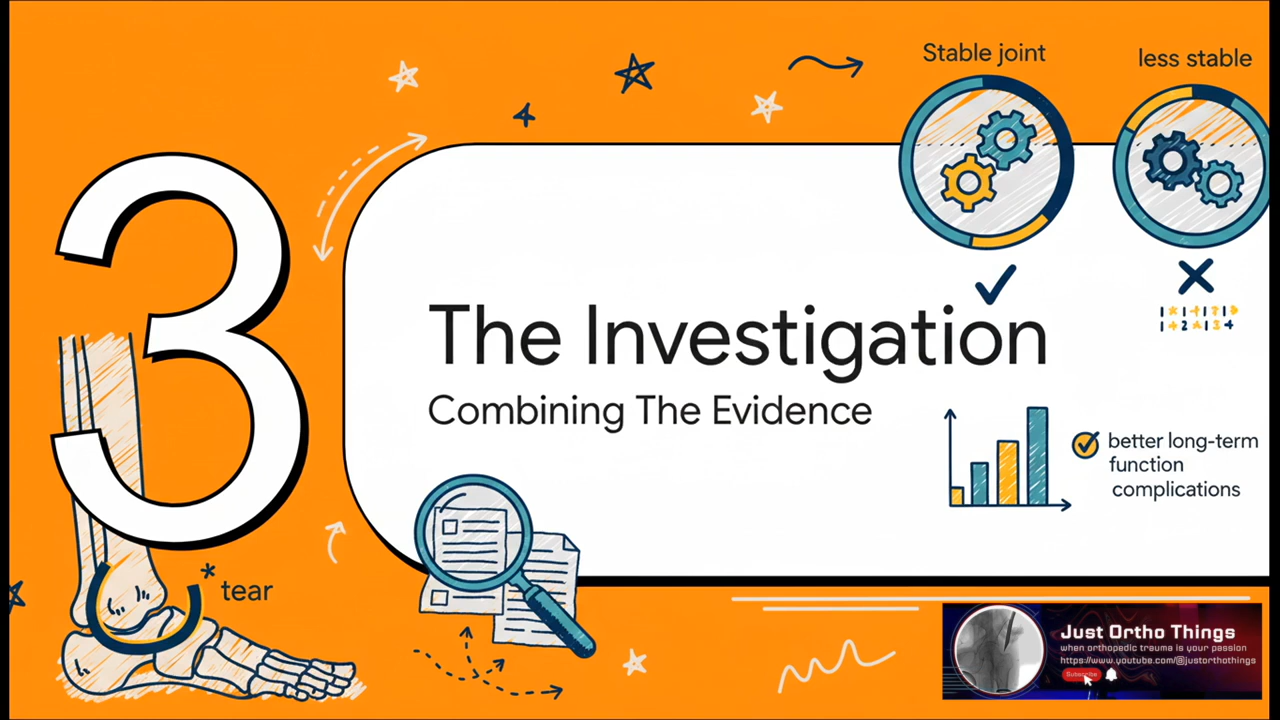 3
The Investigation
Combining The Evidence
Stable joint
less stable
better long-term
function
complications
* tear
Just Ortho Things
when orthopedic trauma is your passion
https://www.youtube.com/@justorthothings
Subscribe